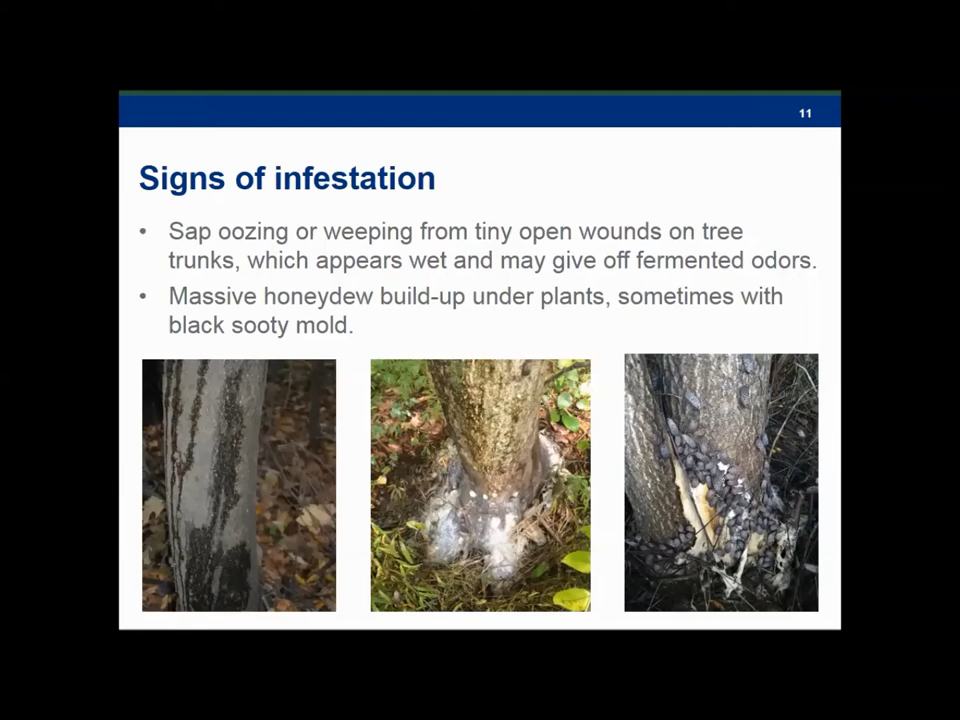 11
Signs of infestation
• Sap oozing or weeping from tiny open wounds on tree
trunks, which appears wet and may give off fermented odors.
• Massive honeydew build-up under plants, sometimes with
black sooty mold.